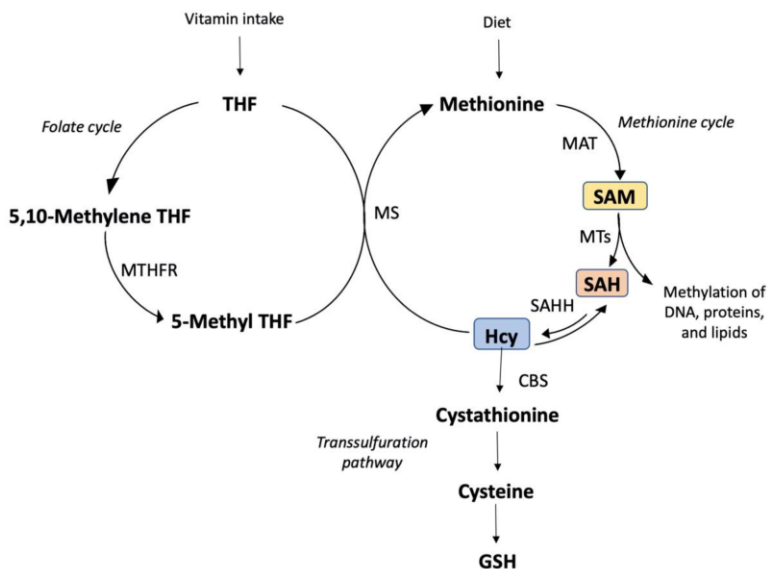 Vitamin intake
Diet
THF
Methionine
Folate cycle
Methionine cycle
MAT
5,10-Methylene THF
SAM
MS
MTs
MTHFR
SAH
Methylation of
DNA, proteins,
and lipids
SAHH
5-Methyl THF
Hcy
CBS
Cystathionine
Transsulfuration
pathway
Cysteine
GSH